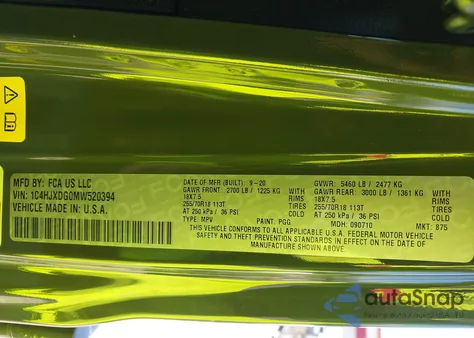 MFD. BY: FCA US LLC
VIN: 1C4HJXDG0MW520394
VEHICLE MADE IN: U.S.A.
DATE OF MFR (BUILT): 9-20
GVWR: 5460 LB / 2477 KG
GAWR FRONT: 2700 LB / 1225 KG WITH
GAWR REAR: 3000 LB / 1361 KG WITH
18X7.5 RIMS
18X7.5 RIMS
255/70R18 113T TIRES
255/70R18 113T TIRES
AT 250 kPa / 36 PSI COLD
AT 250 kPa / 36 PSI COLD
TYPE: MPV PAINT: PGG MDH: 090710 MKT: 875
THIS VEHICLE CONFORMS TO ALL APPLICABLE U.S.A. FEDERAL MOTOR VEHICLE
SAFETY AND THEFT PREVENTION STANDARDS IN EFFECT ON THE DATE OF MANUFACTURE
SHOWN ABOVE.
autoSnap